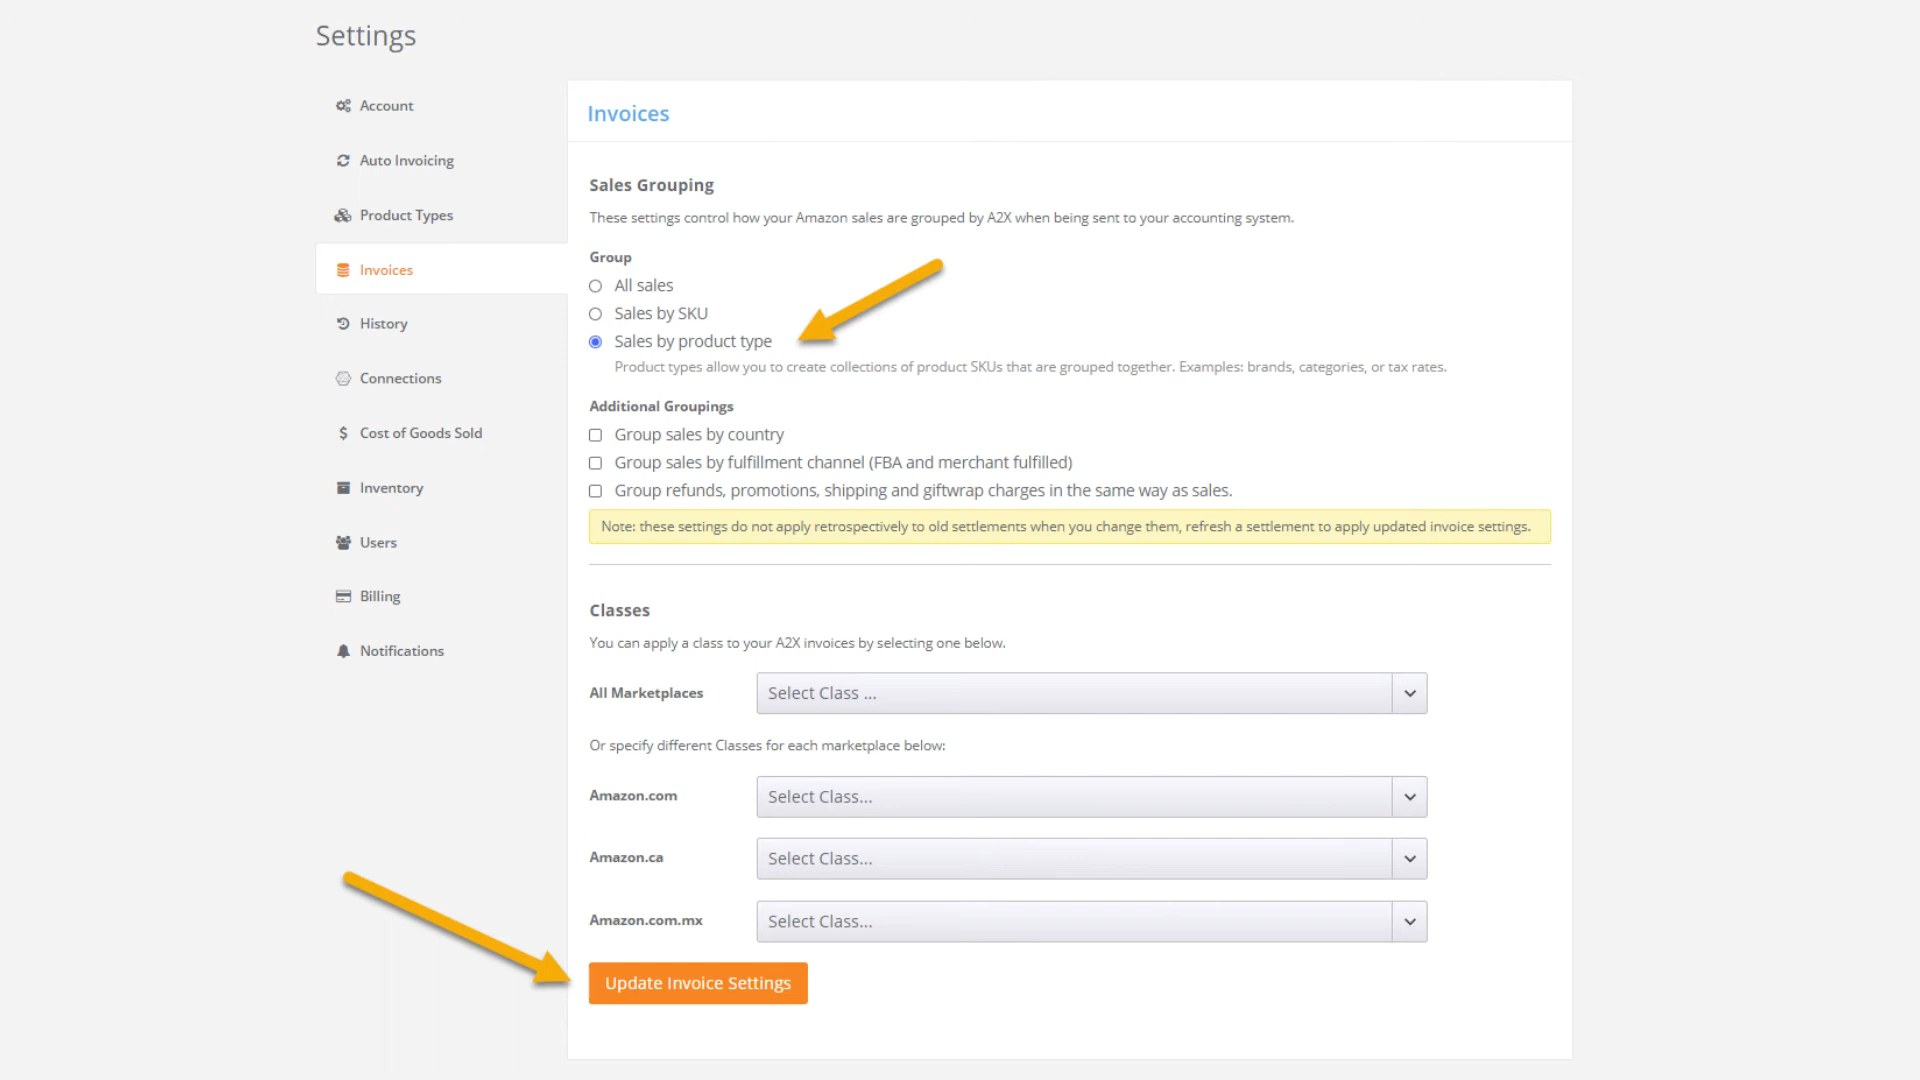 Settings
Account
Auto Invoicing
Product Types
Invoices
History
Connections
Cost of Goods Sold
Inventory
Users
Billing
Notifications
Invoices
Sales Grouping
These settings control how your Amazon sales are grouped by A2X when being sent to your accounting system.
Group
All sales
Sales by SKU
Sales by product type
Product types allow you to create collections of product SKUs that are grouped together. Examples: brands, categories, or tax rates.
Additional Groupings
Group sales by country
Group sales by fulfillment channel (FBA and merchant fulfilled)
Group refunds, promotions, shipping and giftwrap charges in the same way as sales.
Note: these settings do not apply retrospectively to old settlements when you change them, refresh a settlement to apply updated invoice settings.
Classes
You can apply a class to your A2X invoices by selecting one below.
All Marketplaces Select Class ...
Or specify different Classes for each marketplace below:
Amazon.com Select Class...
Amazon.ca Select Class...
Amazon.com.mx Select Class...
Update Invoice Settings